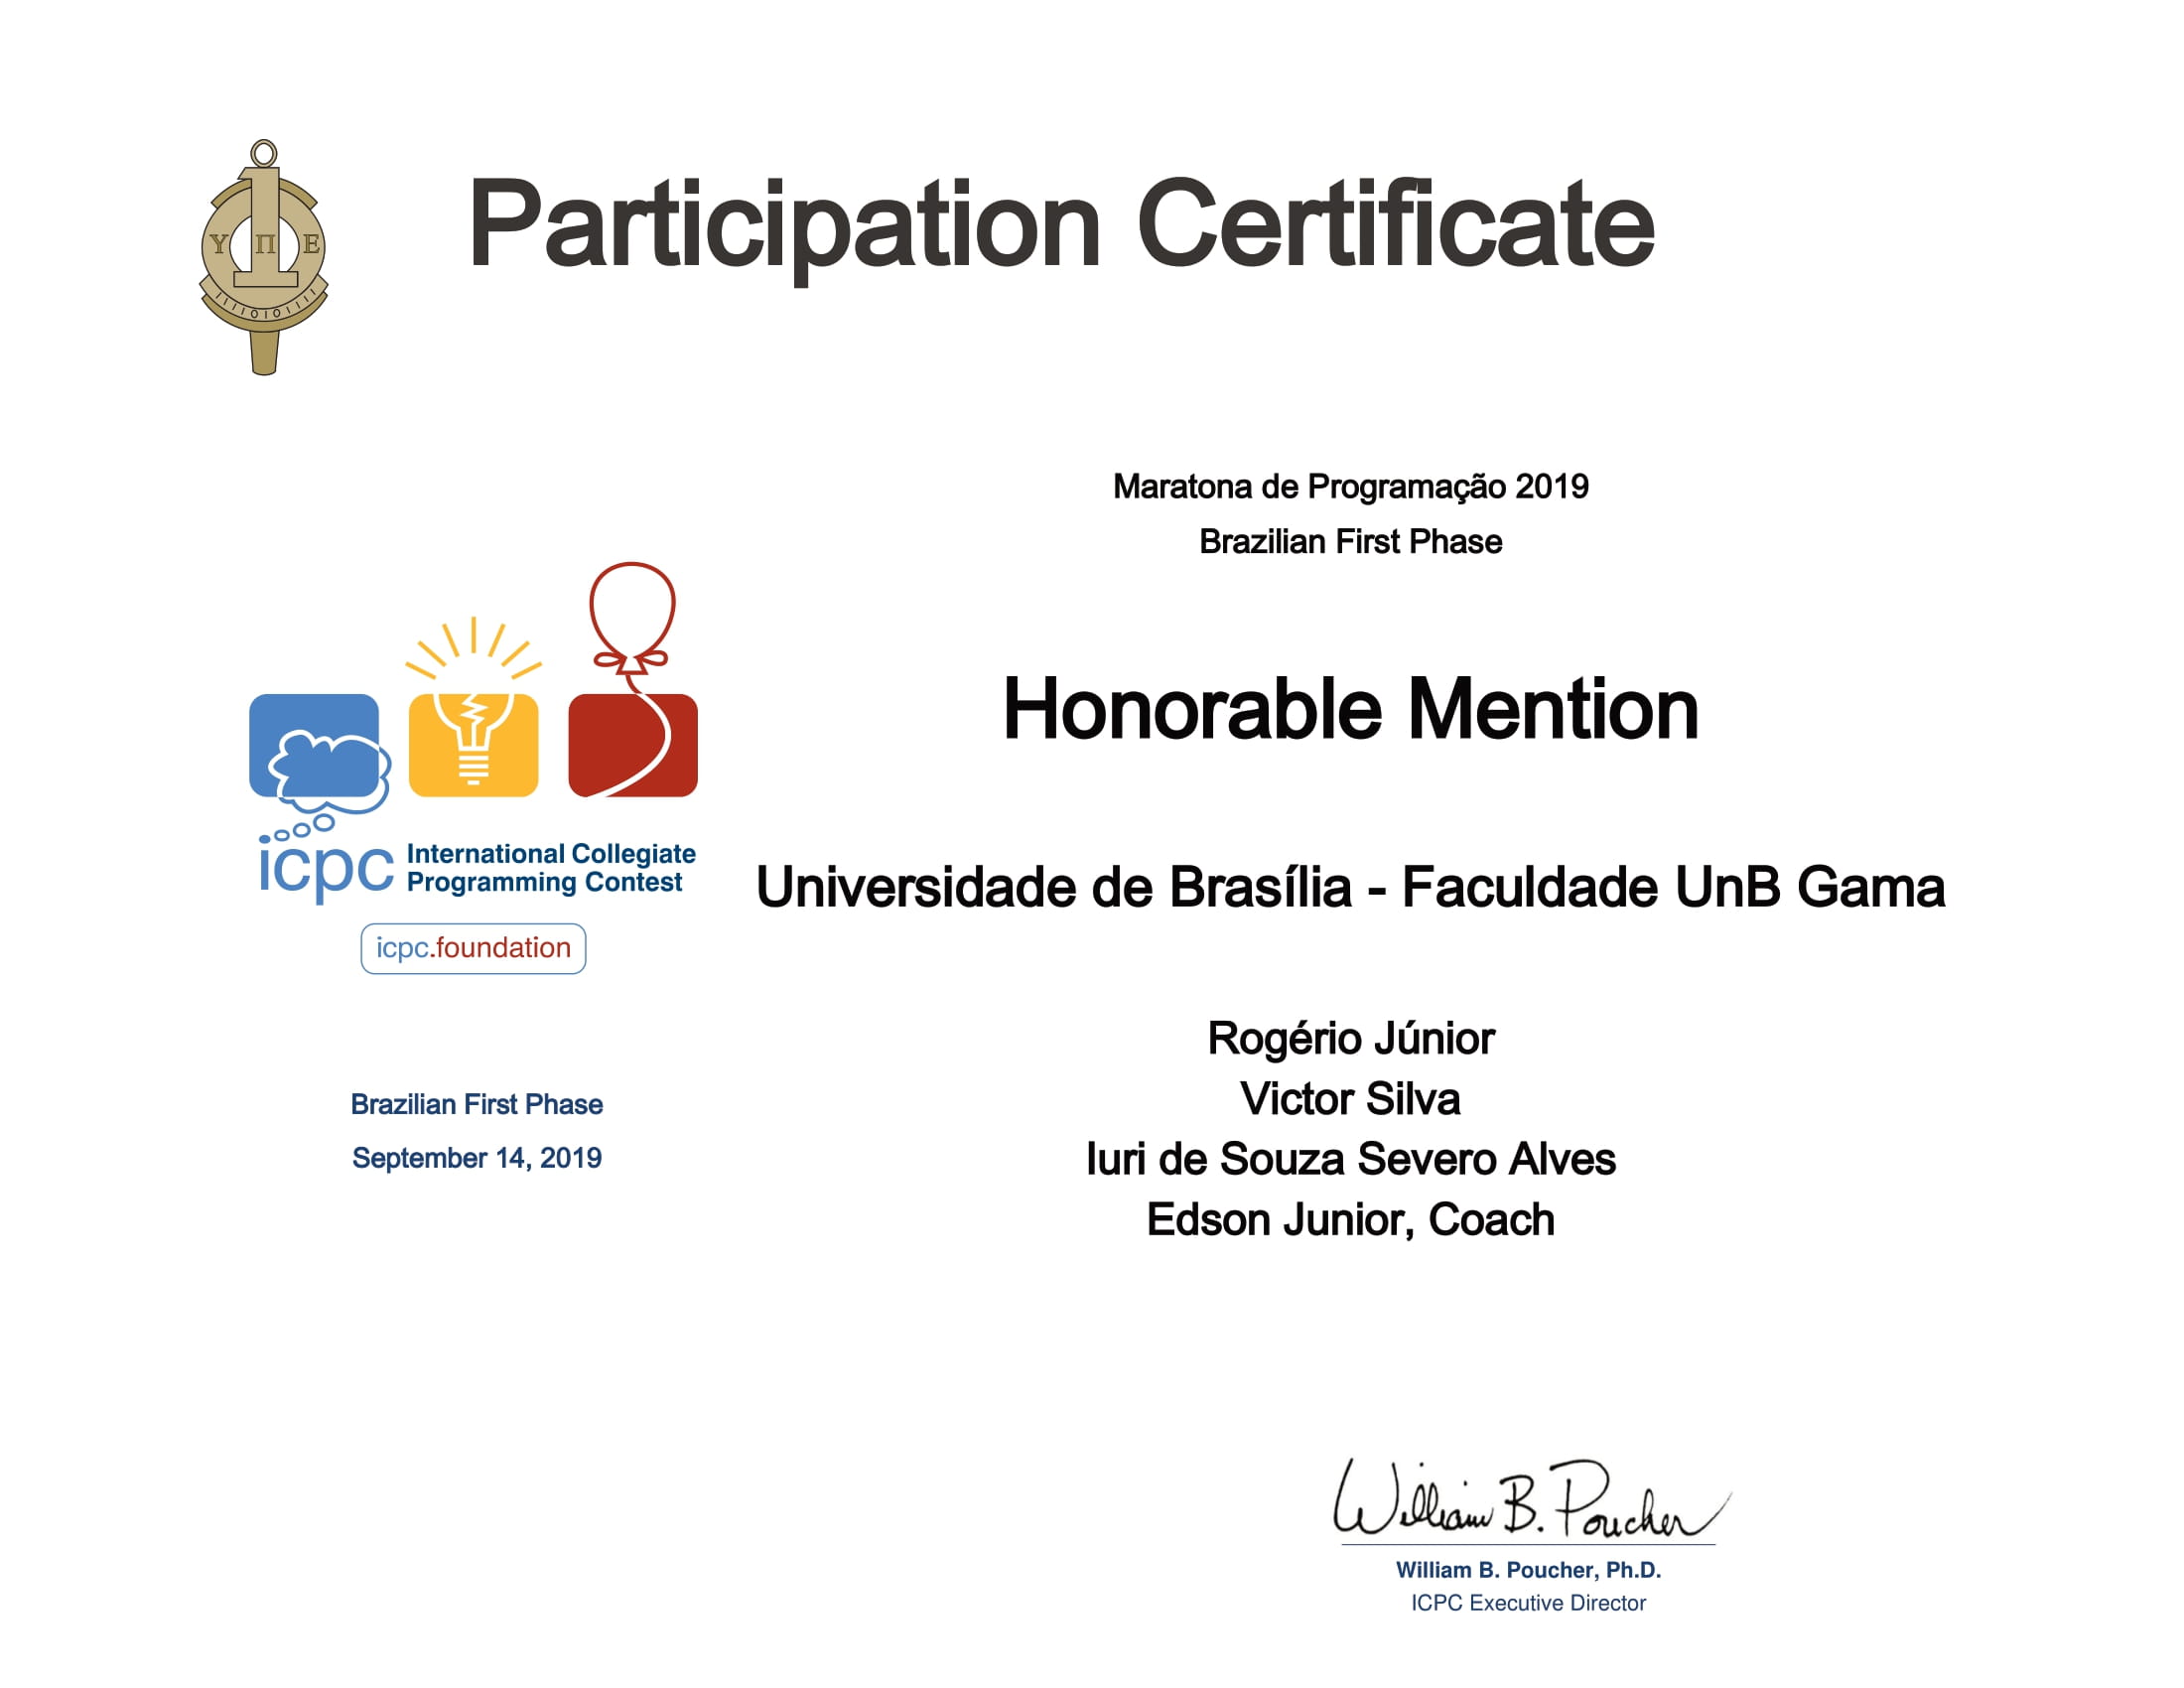 Participation Certificate
Υ Π Ε
Maratona de Programação 2019
Brazilian First Phase
Honorable Mention
Universidade de Brasília - Faculdade UnB Gama
Rogério Júnior
Victor Silva
Iuri de Souza Severo Alves
Edson Junior, Coach
icpc International Collegiate
Programming Contest
icpc.foundation
Brazilian First Phase
September 14, 2019
William B. Poucher
William B. Poucher, Ph.D.
ICPC Executive Director